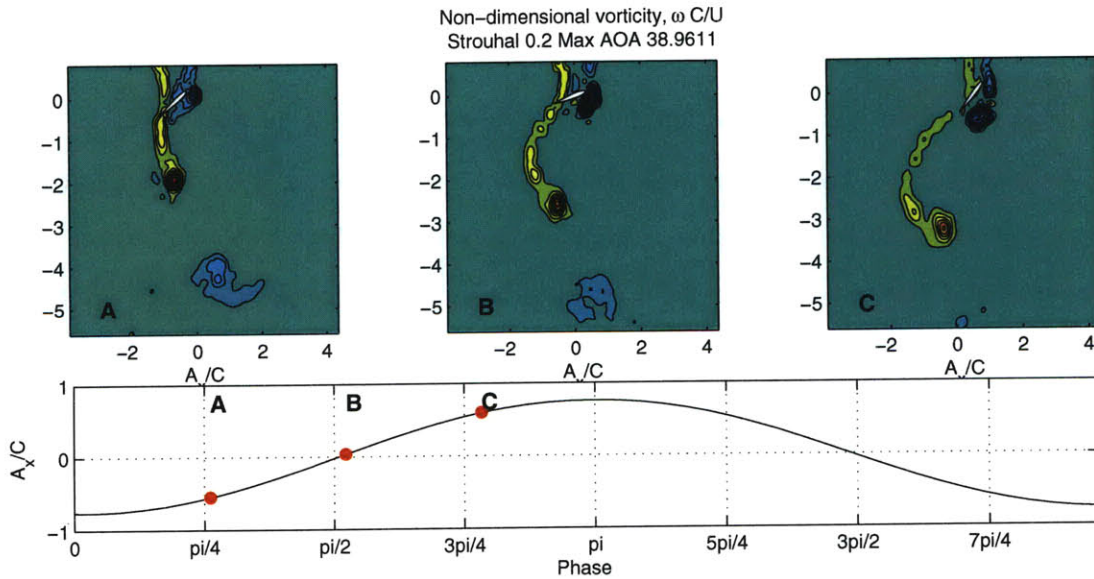 Non-dimensional vorticity, ω C/U
Strouhal 0.2 Max AOA 38.9611
0
-1
-2
-3
-4
-5
A
-2 0 2 4
0
-1
-2
-3
-4
-5
B
-2 0 2 4
0
-1
-2
-3
-4
-5
C
-2 0 2 4
1
0
-1
A_x/C
A B C
0 pi/4 pi/2 3pi/4 pi 5pi/4 3pi/2 7pi/4
Phase